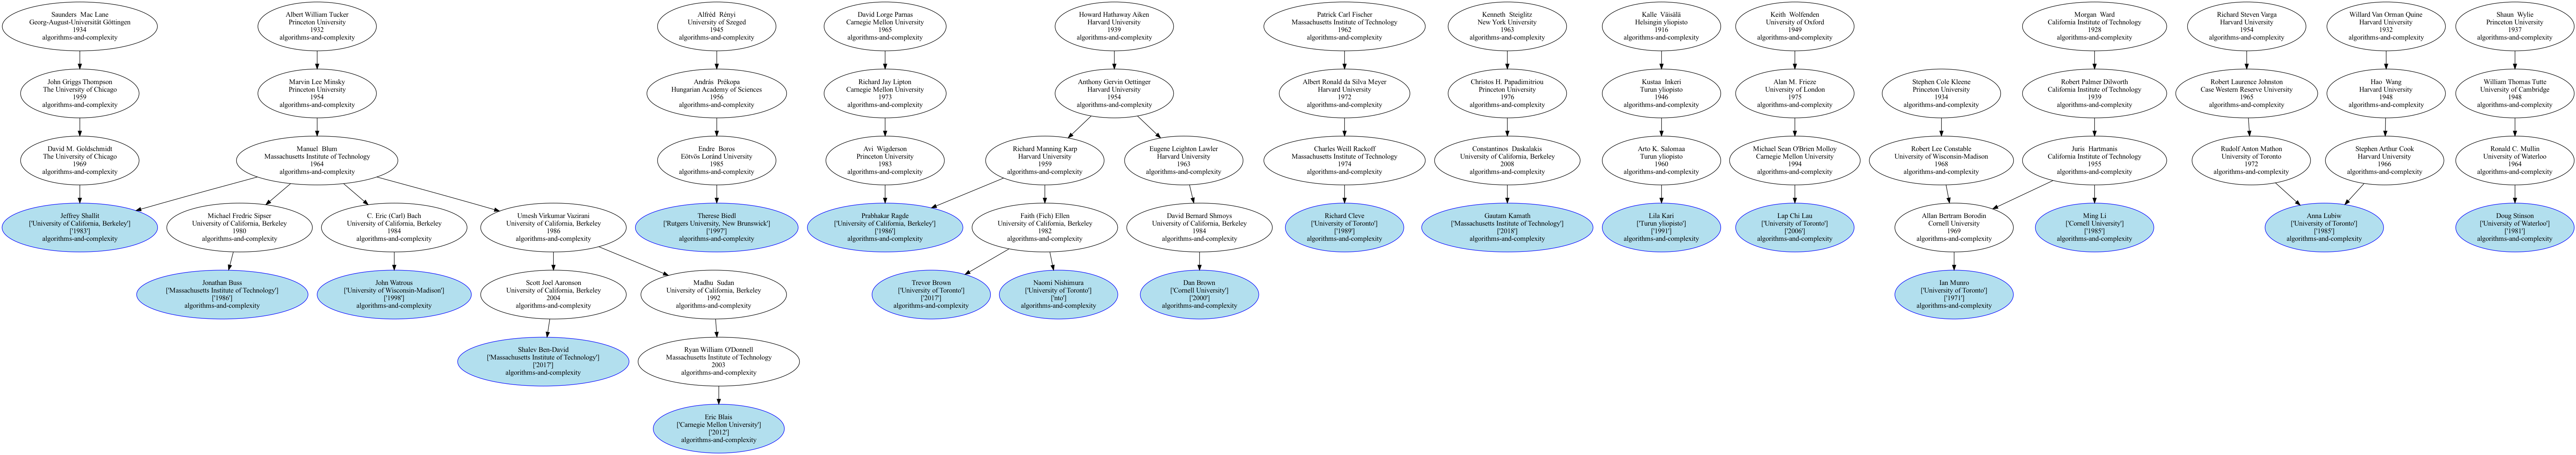 Saunders  Mac Lane
Georg-August-Universität Göttingen
1934
algorithms-and-complexity
Albert William Tucker
Princeton University
1932
algorithms-and-complexity
Alfréd  Rényi
University of Szeged
1945
algorithms-and-complexity
David Lorge Parnas
Carnegie Mellon University
1965
algorithms-and-complexity
Howard Hathaway Aiken
Harvard University
1939
algorithms-and-complexity
Patrick Carl Fischer
Massachusetts Institute of Technology
1962
algorithms-and-complexity
Kenneth  Steiglitz
New York University
1963
algorithms-and-complexity
Kalle  Väisälä
Helsingin yliopisto
1916
algorithms-and-complexity
Keith  Wolfenden
University of Oxford
1949
algorithms-and-complexity
Morgan  Ward
California Institute of Technology
1928
algorithms-and-complexity
Richard Steven Varga
Harvard University
1954
algorithms-and-complexity
Willard Van Orman Quine
Harvard University
1932
algorithms-and-complexity
Shaun  Wylie
Princeton University
1937
algorithms-and-complexity
John Griggs Thompson
The University of Chicago
1959
algorithms-and-complexity
Marvin Lee Minsky
Princeton University
1954
algorithms-and-complexity
András  Prékopa
Hungarian Academy of Sciences
1956
algorithms-and-complexity
Richard Jay Lipton
Carnegie Mellon University
1973
algorithms-and-complexity
Anthony Gervin Oettinger
Harvard University
1954
algorithms-and-complexity
Albert Ronald da Silva Meyer
Harvard University
1972
algorithms-and-complexity
Christos H. Papadimitriou
Princeton University
1976
algorithms-and-complexity
Kustaa  Inkeri
Turun yliopisto
1946
algorithms-and-complexity
Alan M. Frieze
University of London
1975
algorithms-and-complexity
Stephen Cole Kleene
Princeton University
1934
algorithms-and-complexity
Robert Palmer Dilworth
California Institute of Technology
1939
algorithms-and-complexity
Robert Laurence Johnston
Case Western Reserve University
1965
algorithms-and-complexity
Hao  Wang
Harvard University
1948
algorithms-and-complexity
William Thomas Tutte
University of Cambridge
1948
algorithms-and-complexity
David M. Goldschmidt
The University of Chicago
1969
algorithms-and-complexity
Manuel  Blum
Massachusetts Institute of Technology
1964
algorithms-and-complexity
Endre  Boros
Eötvös Loránd University
1985
algorithms-and-complexity
Avi  Wigderson
Princeton University
1983
algorithms-and-complexity
Richard Manning Karp
Harvard University
1959
algorithms-and-complexity
Eugene Leighton Lawler
Harvard University
1963
algorithms-and-complexity
Charles Weill Rackoff
Massachusetts Institute of Technology
1974
algorithms-and-complexity
Constantinos  Daskalakis
University of California, Berkeley
2008
algorithms-and-complexity
Arto K. Salomaa
Turun yliopisto
1960
algorithms-and-complexity
Michael Sean O'Brien Molloy
Carnegie Mellon University
1994
algorithms-and-complexity
Robert Lee Constable
University of Wisconsin-Madison
1968
algorithms-and-complexity
Juris  Hartmanis
California Institute of Technology
1955
algorithms-and-complexity
Rudolf Anton Mathon
University of Toronto
1972
algorithms-and-complexity
Stephen Arthur Cook
Harvard University
1966
algorithms-and-complexity
Ronald C. Mullin
University of Waterloo
1964
algorithms-and-complexity
Jeffrey Shallit
['University of California, Berkeley']
['1983']
algorithms-and-complexity
Michael Fredric Sipser
University of California, Berkeley
1980
algorithms-and-complexity
C. Eric (Carl) Bach
University of California, Berkeley
1984
algorithms-and-complexity
Umesh Virkumar Vazirani
University of California, Berkeley
1986
algorithms-and-complexity
Therese Biedl
['Rutgers University, New Brunswick']
['1997']
algorithms-and-complexity
Prabhakar Ragde
['University of California, Berkeley']
['1986']
algorithms-and-complexity
Faith (Fich) Ellen
University of California, Berkeley
1982
algorithms-and-complexity
David Bernard Shmoys
University of California, Berkeley
1984
algorithms-and-complexity
Richard Cleve
['University of Toronto']
['1989']
algorithms-and-complexity
Gautam Kamath
['Massachusetts Institute of Technology']
['2018']
algorithms-and-complexity
Lila Kari
['Turun yliopisto']
['1991']
algorithms-and-complexity
Lap Chi Lau
['University of Toronto']
['2006']
algorithms-and-complexity
Allan Bertram Borodin
Cornell University
1969
algorithms-and-complexity
Ming Li
['Cornell University']
['1985']
algorithms-and-complexity
Anna Lubiw
['University of Toronto']
['1985']
algorithms-and-complexity
Doug Stinson
['University of Waterloo']
['1981']
algorithms-and-complexity
Jonathan Buss
['Massachusetts Institute of Technology']
['1986']
algorithms-and-complexity
John Watrous
['University of Wisconsin-Madison']
['1998']
algorithms-and-complexity
Scott Joel Aaronson
University of California, Berkeley
2004
algorithms-and-complexity
Madhu  Sudan
University of California, Berkeley
1992
algorithms-and-complexity
Trevor Brown
['University of Toronto']
['2017']
algorithms-and-complexity
Naomi Nishimura
['University of Toronto']
['nto']
algorithms-and-complexity
Dan Brown
['Cornell University']
['2000']
algorithms-and-complexity
Ian Munro
['University of Toronto']
['1971']
algorithms-and-complexity
Shalev Ben-David
['Massachusetts Institute of Technology']
['2017']
algorithms-and-complexity
Ryan William O'Donnell
Massachusetts Institute of Technology
2003
algorithms-and-complexity
Eric Blais
['Carnegie Mellon University']
['2012']
algorithms-and-complexity